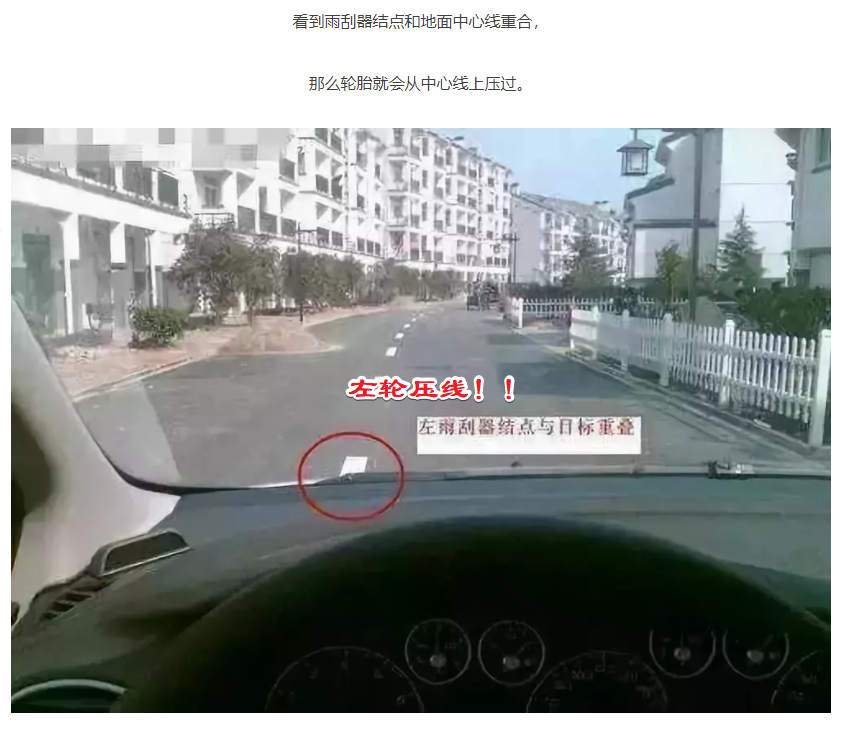 看到雨刮器结点和地面中心线重合，
那么轮胎就会从中心线上压过。
左轮压线！！
左雨刮器结点与目标重叠